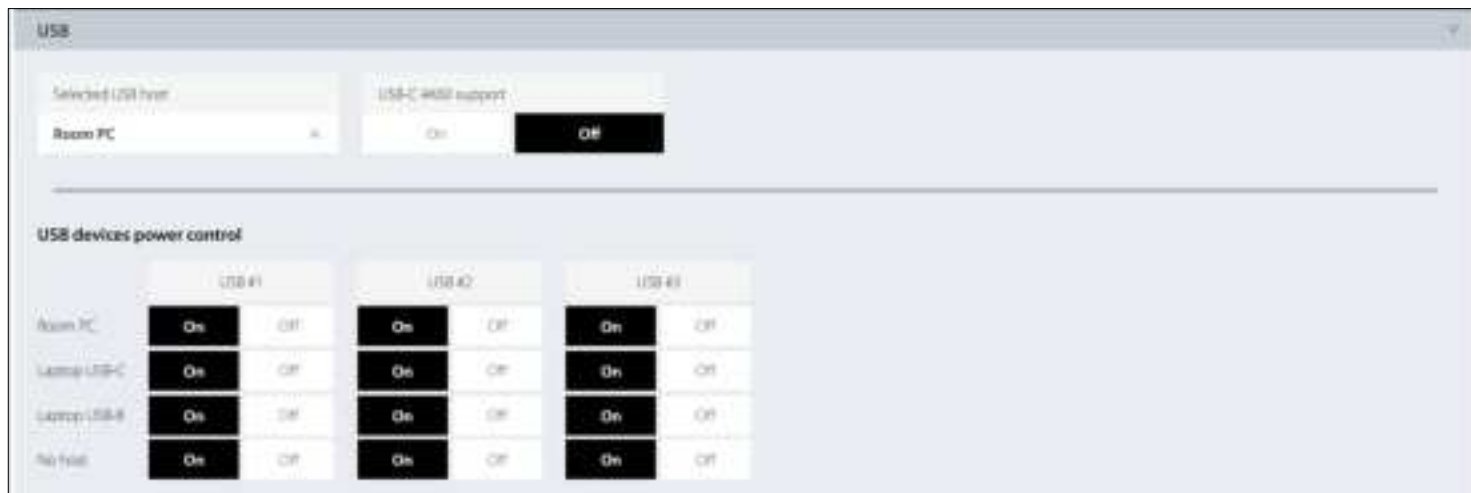 USB
Selected USB host USB-C 4K60 support
Room PC On Off
USB devices power control
USB #1 USB #2 USB #3
Room PC On Off On Off On Off
Laptop USB-C On Off On Off On Off
Laptop USB-B On Off On Off On Off
No host On Off On Off On Off